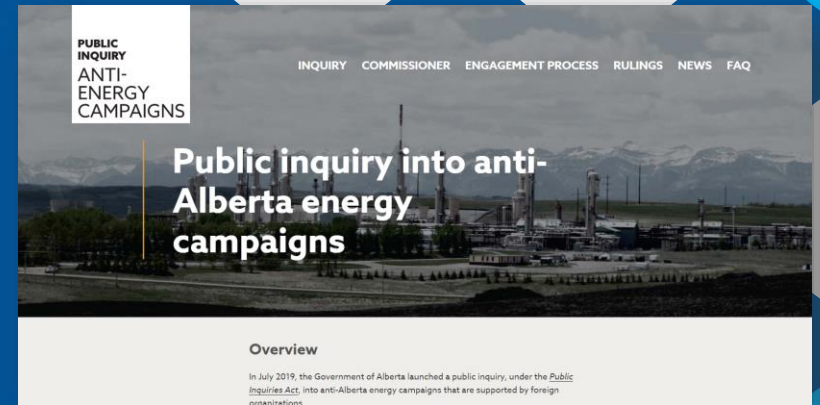 PUBLIC
INQUIRY
ANTI-
ENERGY
CAMPAIGNS
INQUIRY COMMISSIONER ENGAGEMENT PROCESS RULINGS NEWS FAQ
Public inquiry into anti-
Alberta energy
campaigns
Overview
In July 2019, the Government of Alberta launched a public inquiry, under the Public
Inquiries Act, into anti-Alberta energy campaigns that are supported by foreign
organizations.